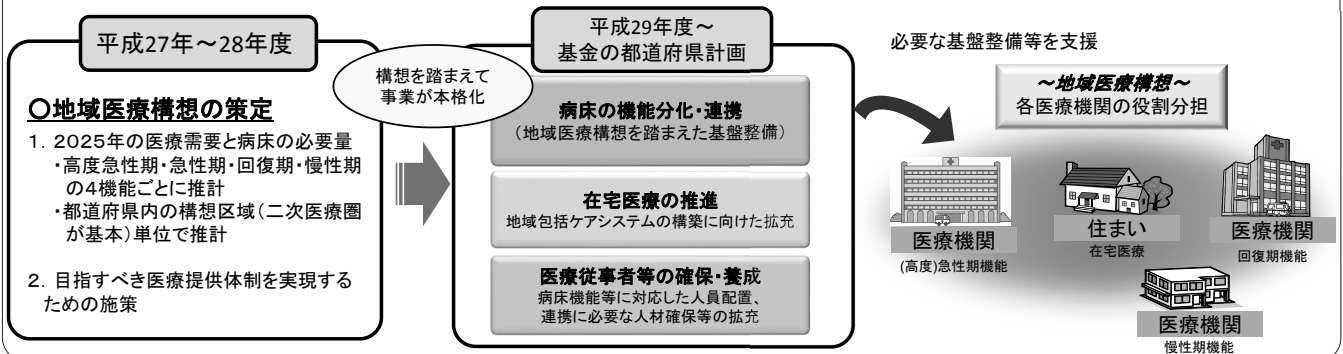 平成27年～28年度
○地域医療構想の策定
1．2025年の医療需要と病床の必要量
・高度急性期・急性期・回復期・慢性期
の4機能ごとに推計
・都道府県内の構想区域（二次医療圏
が基本）単位で推計
2．目指すべき医療提供体制を実現する
ための施策
構想を踏まえて
事業が本格化
平成29年度～
基金の都道府県計画
病床の機能分化・連携
（地域医療構想を踏まえた基盤整備）
在宅医療の推進
地域包括ケアシステムの構築に向けた拡充
医療従事者等の確保・養成
病床機能等に対応した人員配置、
連携に必要な人材確保等の拡充
必要な基盤整備等を支援
～地域医療構想～
各医療機関の役割分担
医療機関
(高度)急性期機能
住まい
在宅医療
医療機関
回復期機能
医療機関
慢性期機能